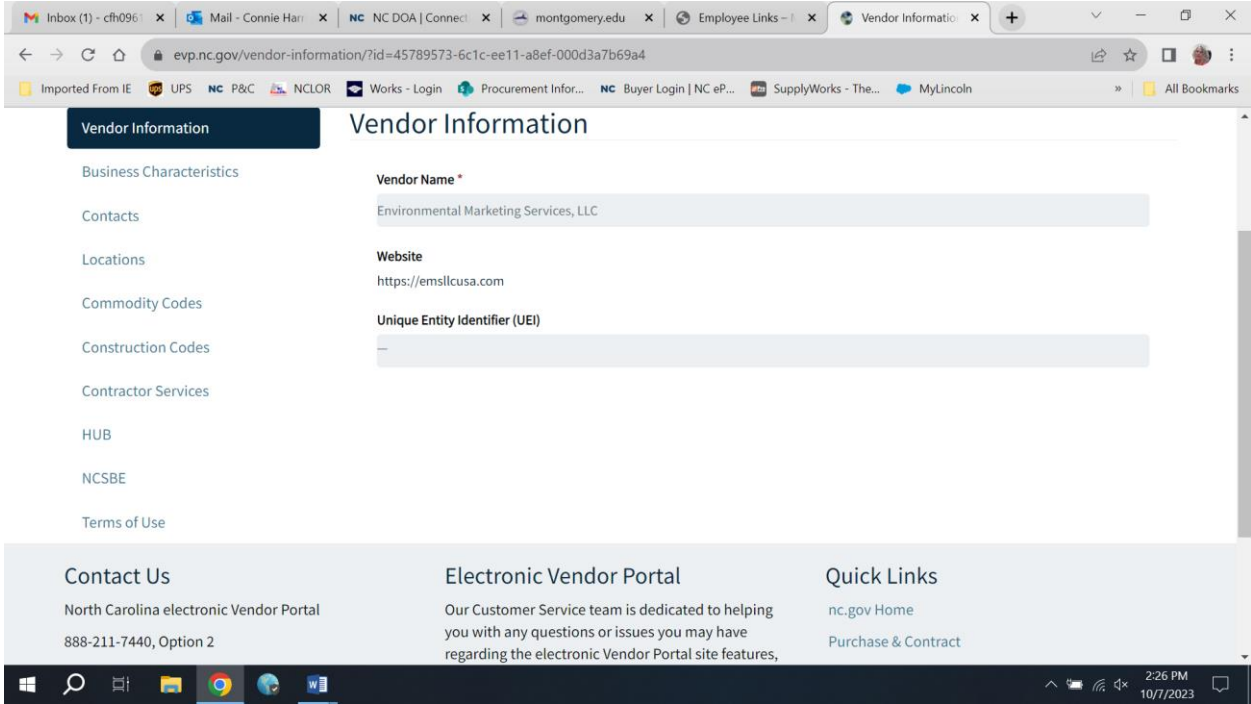 Inbox (1) - cfh0961
Mail - Connie Harr
NC NC DOA | Connect
montgomery.edu
Employee Links –
Vendor Informatio
evp.nc.gov/vendor-information/?id=45789573-6c1c-ee11-a8ef-000d3a7b69a4
Imported From IE
UPS
NC P&C
NCLOR
Works - Login
Procurement Infor...
NC Buyer Login | NC eP...
SupplyWorks - The...
MyLincoln
»
All Bookmarks
Vendor Information
Business Characteristics
Contacts
Locations
Commodity Codes
Construction Codes
Contractor Services
HUB
NCSBE
Terms of Use
Vendor Information
Vendor Name *
Environmental Marketing Services, LLC
Website
https://emsllcusa.com
Unique Entity Identifier (UEI)
—
Contact Us
North Carolina electronic Vendor Portal
888-211-7440, Option 2
Electronic Vendor Portal
Our Customer Service team is dedicated to helping
you with any questions or issues you may have
regarding the electronic Vendor Portal site features,
Quick Links
nc.gov Home
Purchase & Contract
2:26 PM
10/7/2023